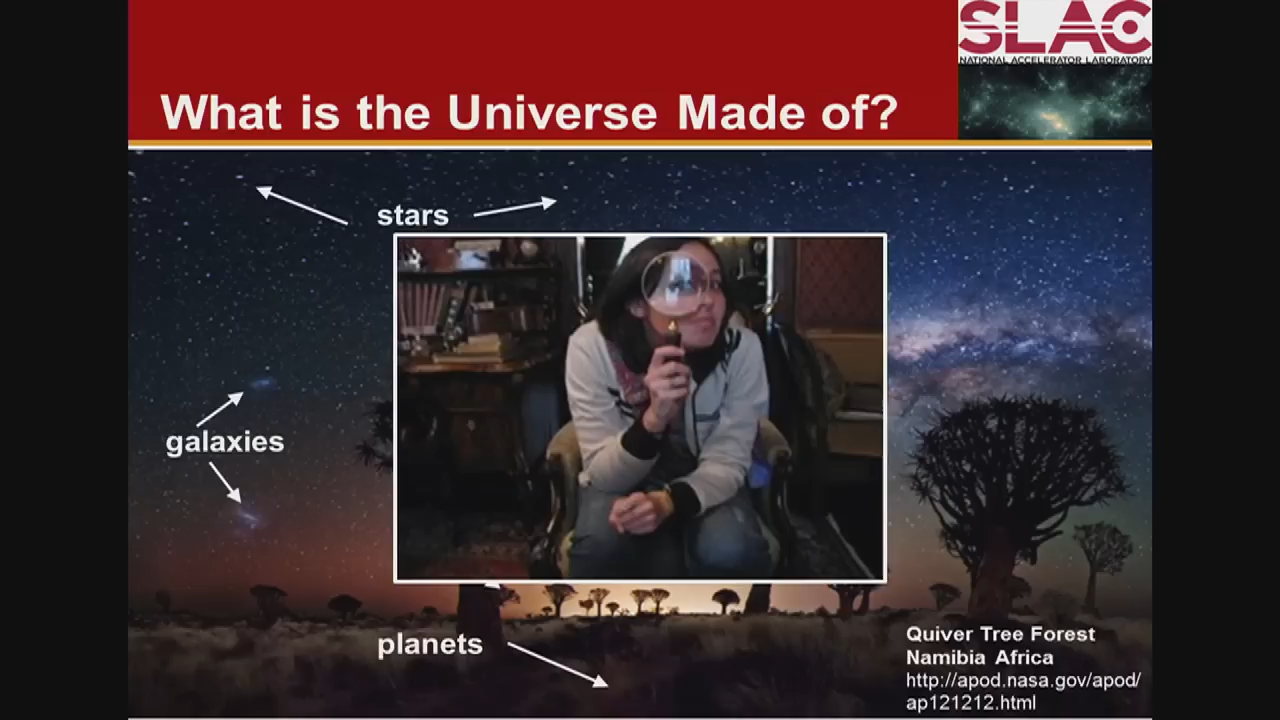 SLAC
NATIONAL ACCELERATOR LABORATORY
What is the Universe Made of?
stars
galaxies
planets
Quiver Tree Forest
Namibia Africa
http://apod.nasa.gov/apod/
ap121212.html